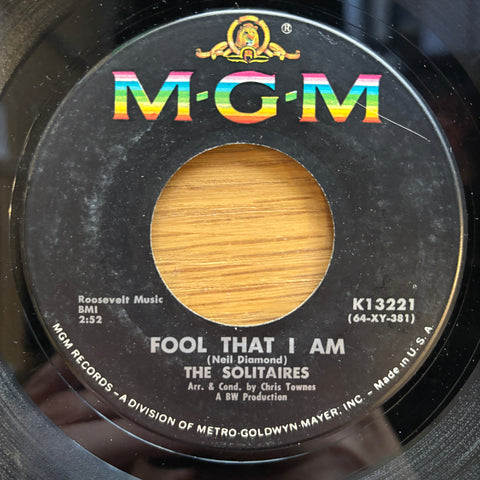 ®
M·G·M
Roosevelt Music
BMI
2:52
K13221
(64-XY-381)
FOOL THAT I AM
(Neil Diamond)
THE SOLITAIRES
Arr. & Cond. by Chris Townes
A BW Production
MGM RECORDS – A DIVISION OF METRO-GOLDWYN-MAYER, INC. – Made in U.S.A.